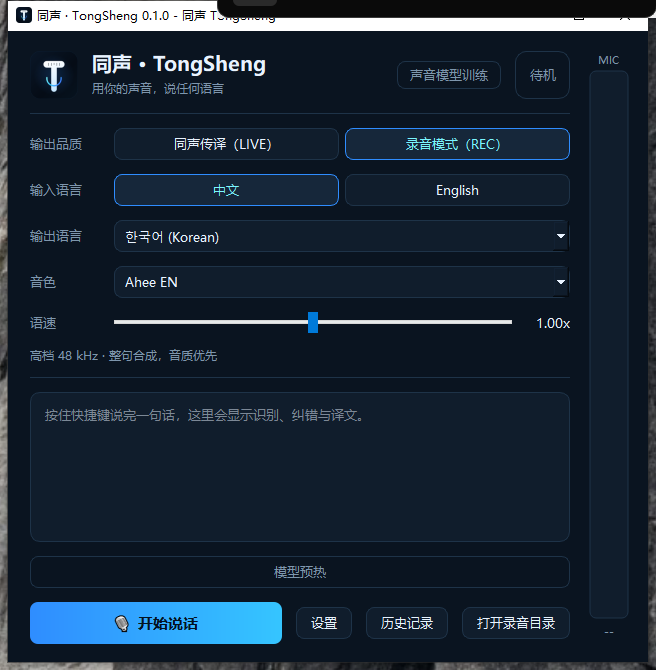 同声 · TongSheng 0.1.0 - 同声 TongSheng
同声 · TongSheng
用你的声音，说任何语言
声音模型训练
待机
MIC
输出品质
同声传译（LIVE）
录音模式（REC）
输入语言
中文
English
输出语言
한국어 (Korean)
音色
Ahee EN
语速
1.00x
高档 48 kHz · 整句合成，音质优先
按住快捷键说完一句话，这里会显示识别、纠错与译文。
模型预热
开始说话
设置
历史记录
打开录音目录
--